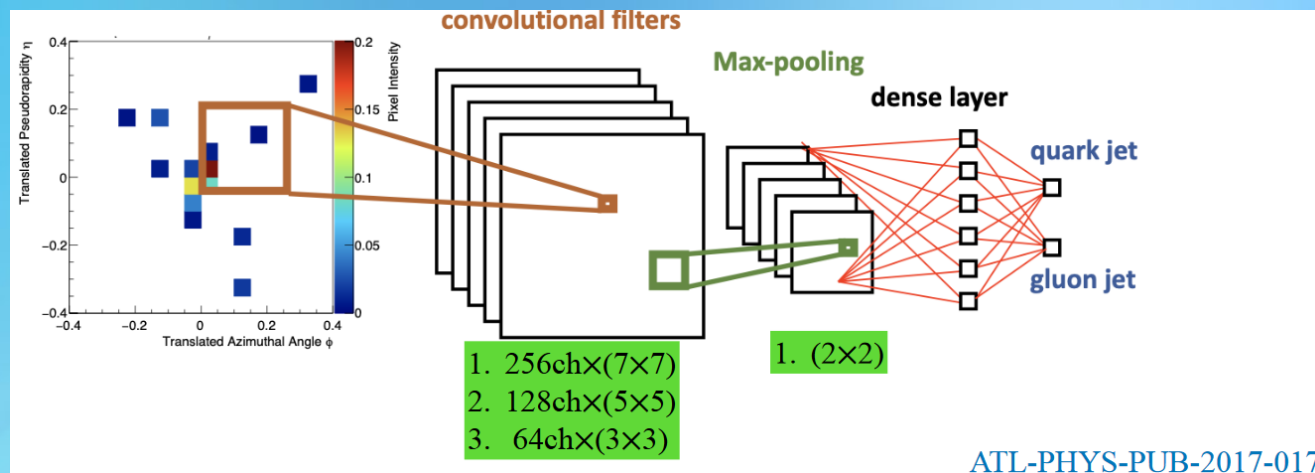 convolutional filters
Max-pooling
dense layer
quark jet
gluon jet
Translated Pseudorapidity η
0.4
0.2
0
−0.2
−0.4
−0.4
−0.2
0
0.2
0.4
Translated Azimuthal Angle ϕ
0.2
0.15
0.1
0.05
0
Pixel Intensity
1. 256ch×(7×7)
2. 128ch×(5×5)
3. 64ch×(3×3)
1. (2×2)
ATL-PHYS-PUB-2017-017